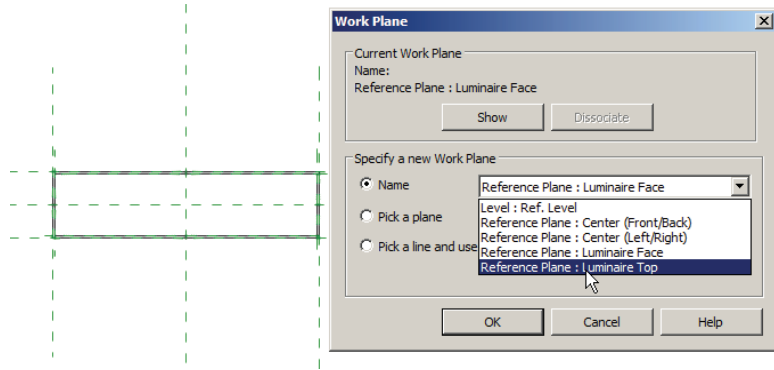 Work Plane
Current Work Plane
Name:
Reference Plane : Luminaire Face
Show
Dissociate
Specify a new Work Plane
Name
Reference Plane : Luminaire Face
Level : Ref. Level
Reference Plane : Center (Front/Back)
Pick a plane
Reference Plane : Center (Left/Right)
Pick a line and use
Reference Plane : Luminaire Face
Reference Plane : Luminaire Top
OK
Cancel
Help